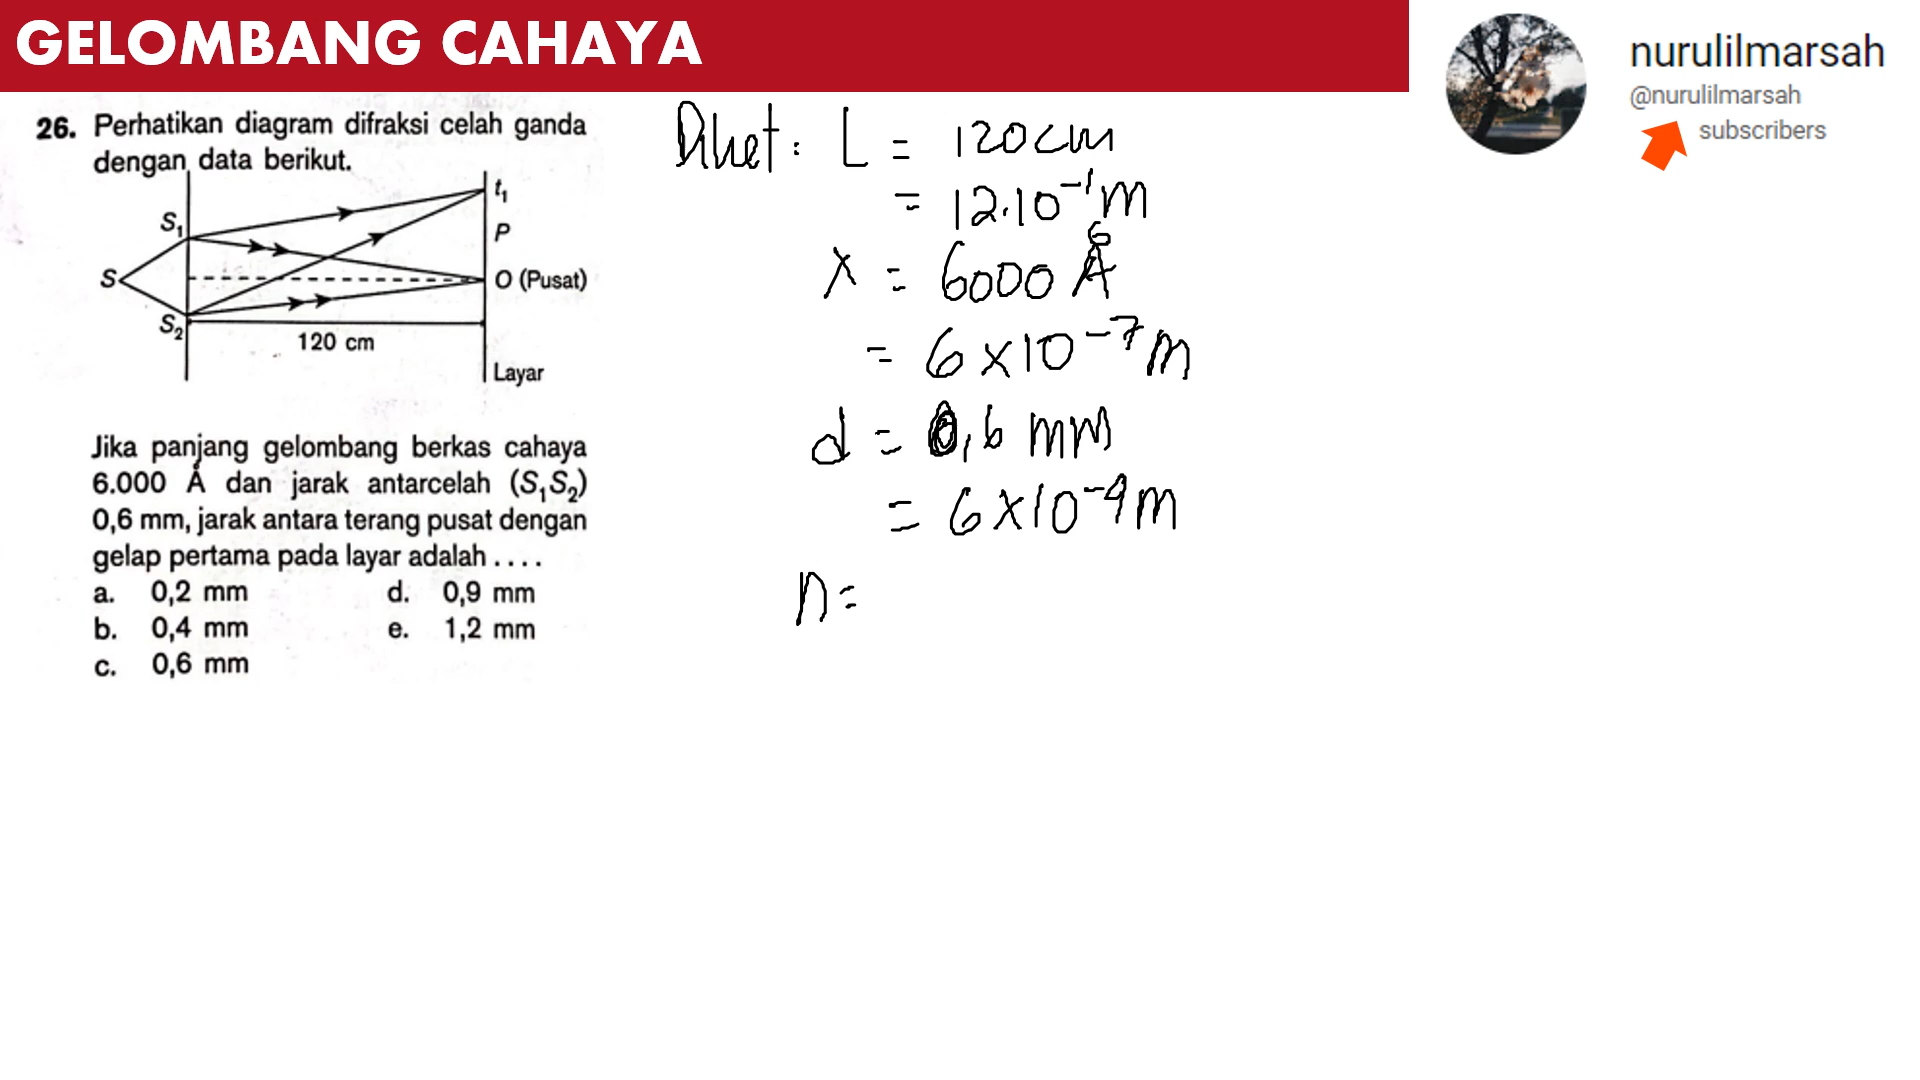 GELOMBANG CAHAYA
nurulilmarsah
@nurulilmarsah
subscribers
26. Perhatikan diagram difraksi celah ganda
dengan data berikut.
S₁
t₁
P
S
O (Pusat)
S₂
120 cm
Layar
Jika panjang gelombang berkas cahaya
6.000 Å dan jarak antarcelah (S₁S₂)
0,6 mm, jarak antara terang pusat dengan
gelap pertama pada layar adalah . . . .
a. 0,2 mm d. 0,9 mm
b. 0,4 mm e. 1,2 mm
c. 0,6 mm
Diket : L = 120 cm
= 12.10⁻¹ m
λ = 6000 Å
= 6 x 10⁻⁷ m
d = 0,6 mm
= 6 x 10⁻⁴ m
n =